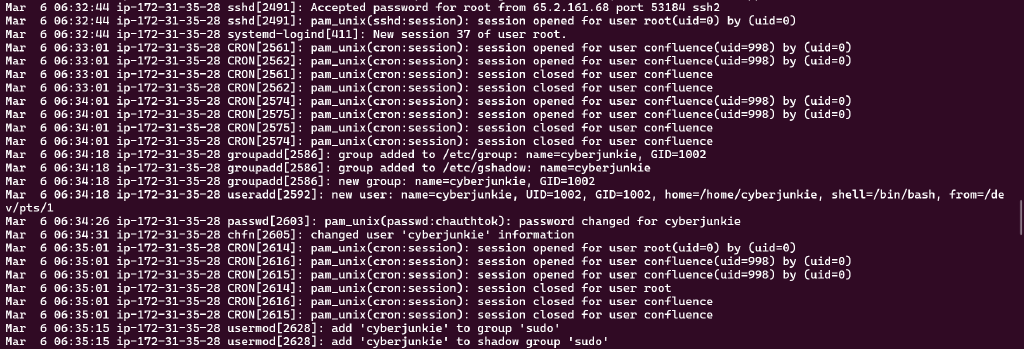 Mar  6 06:32:44 ip-172-31-35-28 sshd[2491]: Accepted password for root from 65.2.161.68 port 53184 ssh2
Mar  6 06:32:44 ip-172-31-35-28 sshd[2491]: pam_unix(sshd:session): session opened for user root(uid=0) by (uid=0)
Mar  6 06:32:44 ip-172-31-35-28 systemd-logind[411]: New session 37 of user root.
Mar  6 06:33:01 ip-172-31-35-28 CRON[2561]: pam_unix(cron:session): session opened for user confluence(uid=998) by (uid=0)
Mar  6 06:33:01 ip-172-31-35-28 CRON[2562]: pam_unix(cron:session): session opened for user confluence(uid=998) by (uid=0)
Mar  6 06:33:01 ip-172-31-35-28 CRON[2561]: pam_unix(cron:session): session closed for user confluence
Mar  6 06:33:01 ip-172-31-35-28 CRON[2562]: pam_unix(cron:session): session closed for user confluence
Mar  6 06:34:01 ip-172-31-35-28 CRON[2574]: pam_unix(cron:session): session opened for user confluence(uid=998) by (uid=0)
Mar  6 06:34:01 ip-172-31-35-28 CRON[2575]: pam_unix(cron:session): session opened for user confluence(uid=998) by (uid=0)
Mar  6 06:34:01 ip-172-31-35-28 CRON[2575]: pam_unix(cron:session): session closed for user confluence
Mar  6 06:34:01 ip-172-31-35-28 CRON[2574]: pam_unix(cron:session): session closed for user confluence
Mar  6 06:34:18 ip-172-31-35-28 groupadd[2586]: group added to /etc/group: name=cyberjunkie, GID=1002
Mar  6 06:34:18 ip-172-31-35-28 groupadd[2586]: group added to /etc/gshadow: name=cyberjunkie
Mar  6 06:34:18 ip-172-31-35-28 groupadd[2586]: new group: name=cyberjunkie, GID=1002
Mar  6 06:34:18 ip-172-31-35-28 useradd[2592]: new user: name=cyberjunkie, UID=1002, GID=1002, home=/home/cyberjunkie, shell=/bin/bash, from=/de
v/pts/1
Mar  6 06:34:26 ip-172-31-35-28 passwd[2603]: pam_unix(passwd:chauthtok): password changed for cyberjunkie
Mar  6 06:34:31 ip-172-31-35-28 chfn[2605]: changed user 'cyberjunkie' information
Mar  6 06:35:01 ip-172-31-35-28 CRON[2614]: pam_unix(cron:session): session opened for user root(uid=0) by (uid=0)
Mar  6 06:35:01 ip-172-31-35-28 CRON[2616]: pam_unix(cron:session): session opened for user confluence(uid=998) by (uid=0)
Mar  6 06:35:01 ip-172-31-35-28 CRON[2615]: pam_unix(cron:session): session opened for user confluence(uid=998) by (uid=0)
Mar  6 06:35:01 ip-172-31-35-28 CRON[2614]: pam_unix(cron:session): session closed for user root
Mar  6 06:35:01 ip-172-31-35-28 CRON[2616]: pam_unix(cron:session): session closed for user confluence
Mar  6 06:35:01 ip-172-31-35-28 CRON[2615]: pam_unix(cron:session): session closed for user confluence
Mar  6 06:35:15 ip-172-31-35-28 usermod[2628]: add 'cyberjunkie' to group 'sudo'
Mar  6 06:35:15 ip-172-31-35-28 usermod[2628]: add 'cyberjunkie' to shadow group 'sudo'